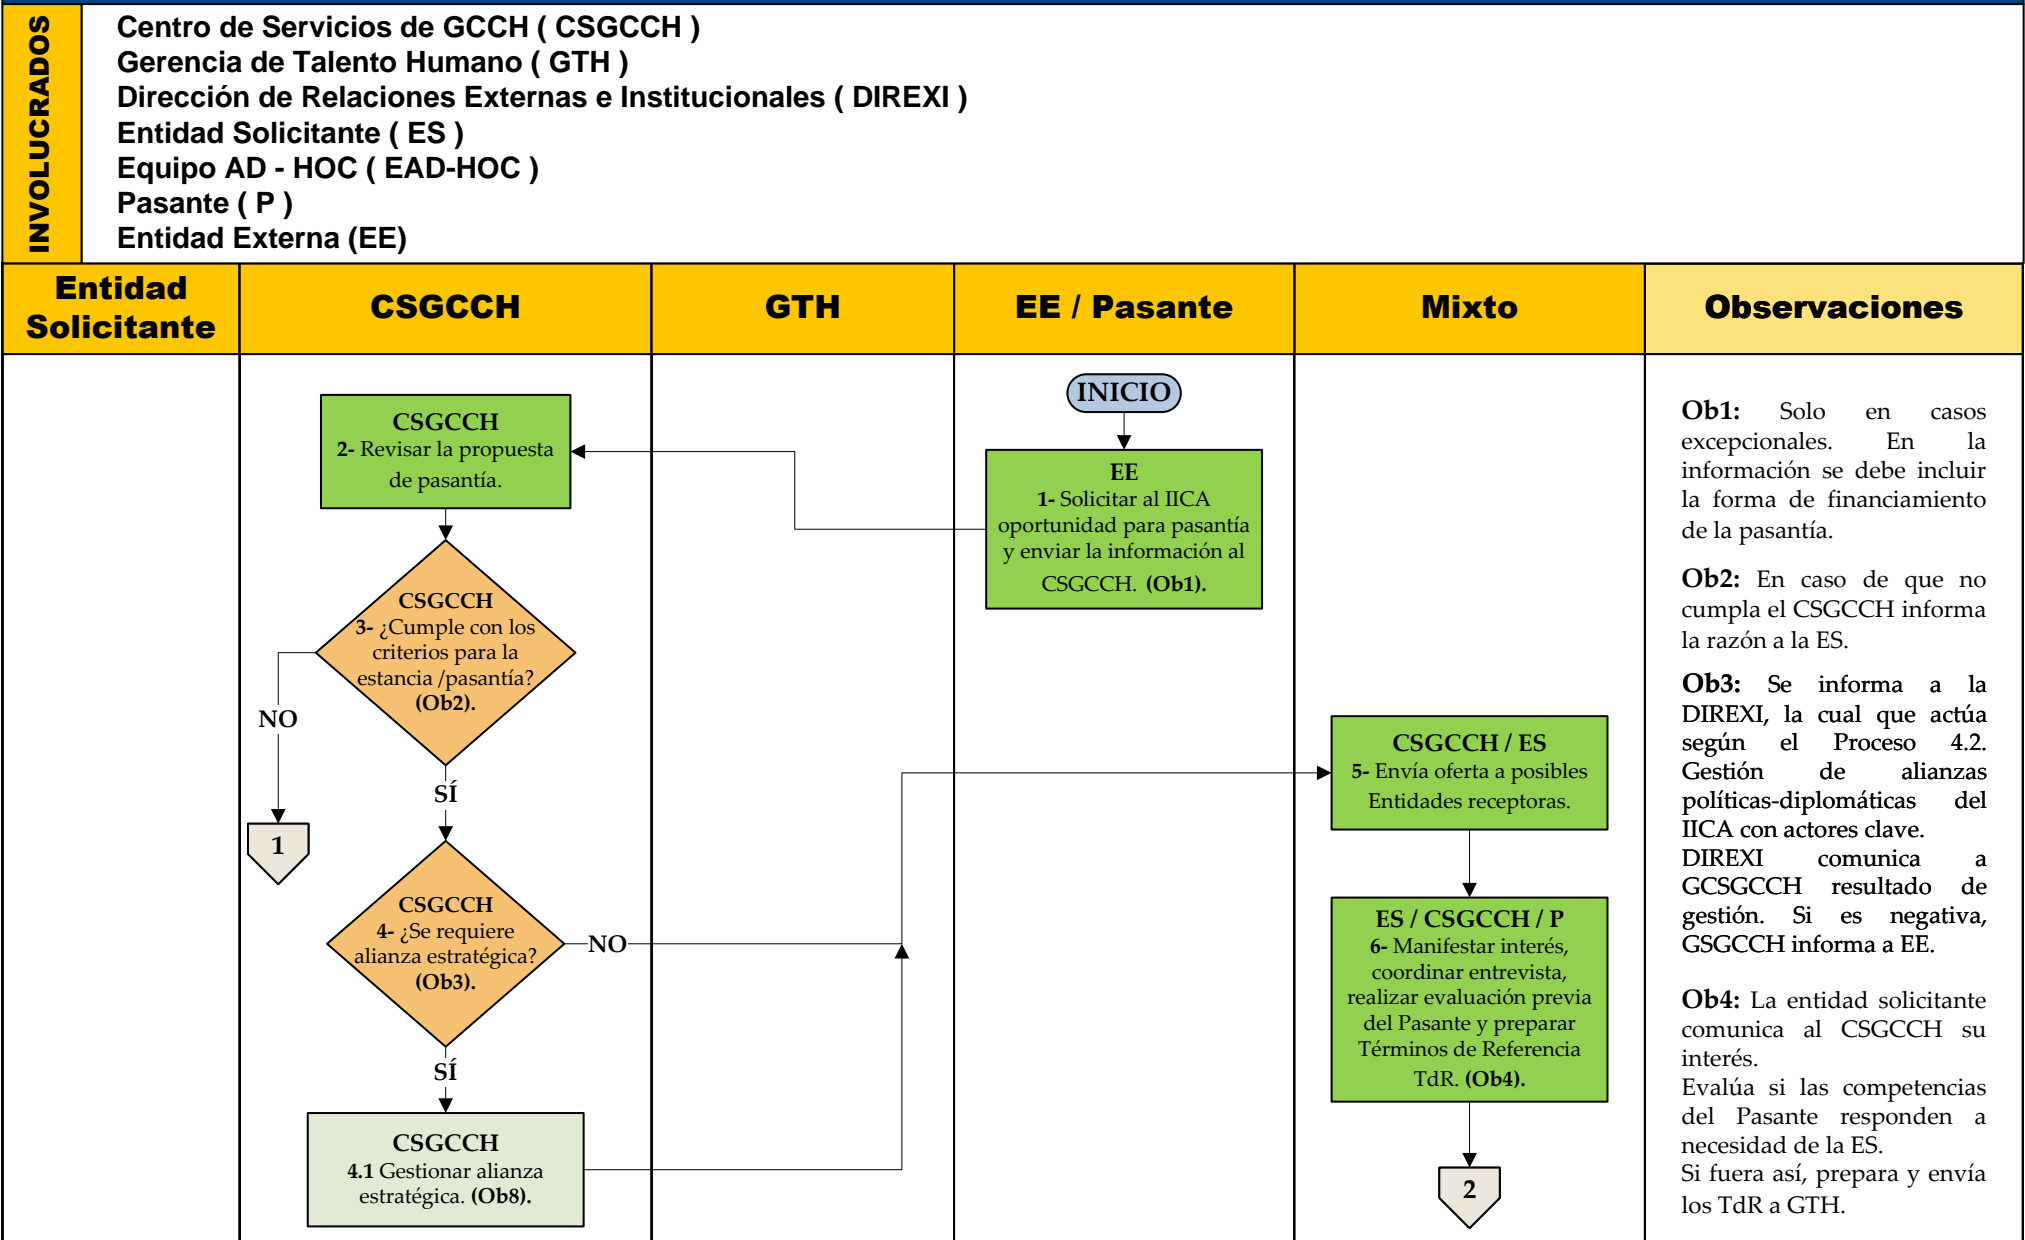 INVOLUCRADOS
Centro de Servicios de GCCH ( CSGCCH )
Gerencia de Talento Humano ( GTH )
Dirección de Relaciones Externas e Institucionales ( DIREXI )
Entidad Solicitante ( ES )
Equipo AD - HOC ( EAD-HOC )
Pasante ( P )
Entidad Externa (EE)
Entidad
Solicitante
CSGCCH
GTH
EE / Pasante
Mixto
Observaciones
INICIO
EE
1- Solicitar al IICA
oportunidad para pasantía
y enviar la información al
CSGCCH. (Ob1).
CSGCCH
2- Revisar la propuesta
de pasantía.
CSGCCH
3- ¿Cumple con los
criterios para la
estancia /pasantía?
(Ob2).
NO
1
SÍ
CSGCCH
4- ¿Se requiere
alianza estratégica?
(Ob3).
NO
SÍ
CSGCCH
4.1 Gestionar alianza
estratégica. (Ob8).
CSGCCH / ES
5- Envía oferta a posibles
Entidades receptoras.
ES / CSGCCH / P
6- Manifestar interés,
coordinar entrevista,
realizar evaluación previa
del Pasante y preparar
Términos de Referencia
TdR. (Ob4).
2
Ob1: Solo en casos
excepcionales. En la
información se debe incluir
la forma de financiamiento
de la pasantía.
Ob2: En caso de que no
cumpla el CSGCCH informa
la razón a la ES.
Ob3: Se informa a la
DIREXI, la cual que actúa
según el Proceso 4.2.
Gestión de alianzas
políticas-diplomáticas del
IICA con actores clave.
DIREXI comunica a
GCSGCCH resultado de
gestión. Si es negativa,
GSGCCH informa a EE.
Ob4: La entidad solicitante
comunica al CSGCCH su
interés.
Evalúa si las competencias
del Pasante responden a
necesidad de la ES.
Si fuera así, prepara y envía
los TdR a GTH.